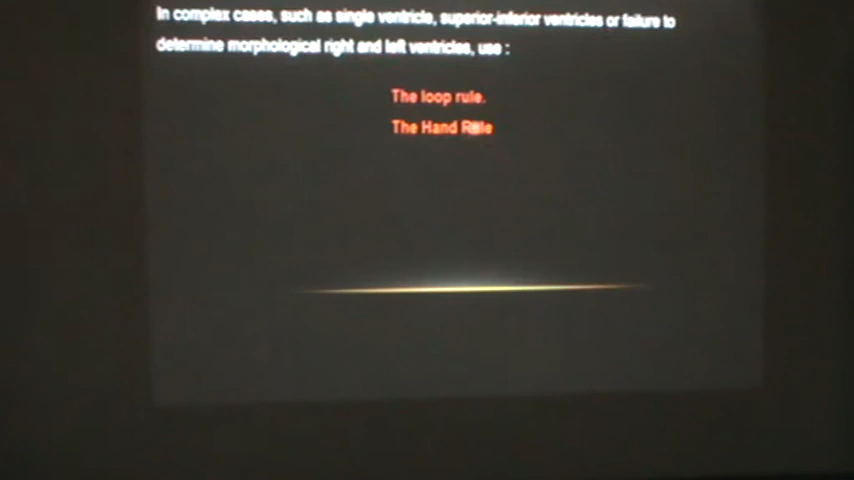 In complex cases, such as single ventricle, superior-inferior ventricles or failure to
determine morphological right and left ventricles, use :
The loop rule.
The Hand Rule